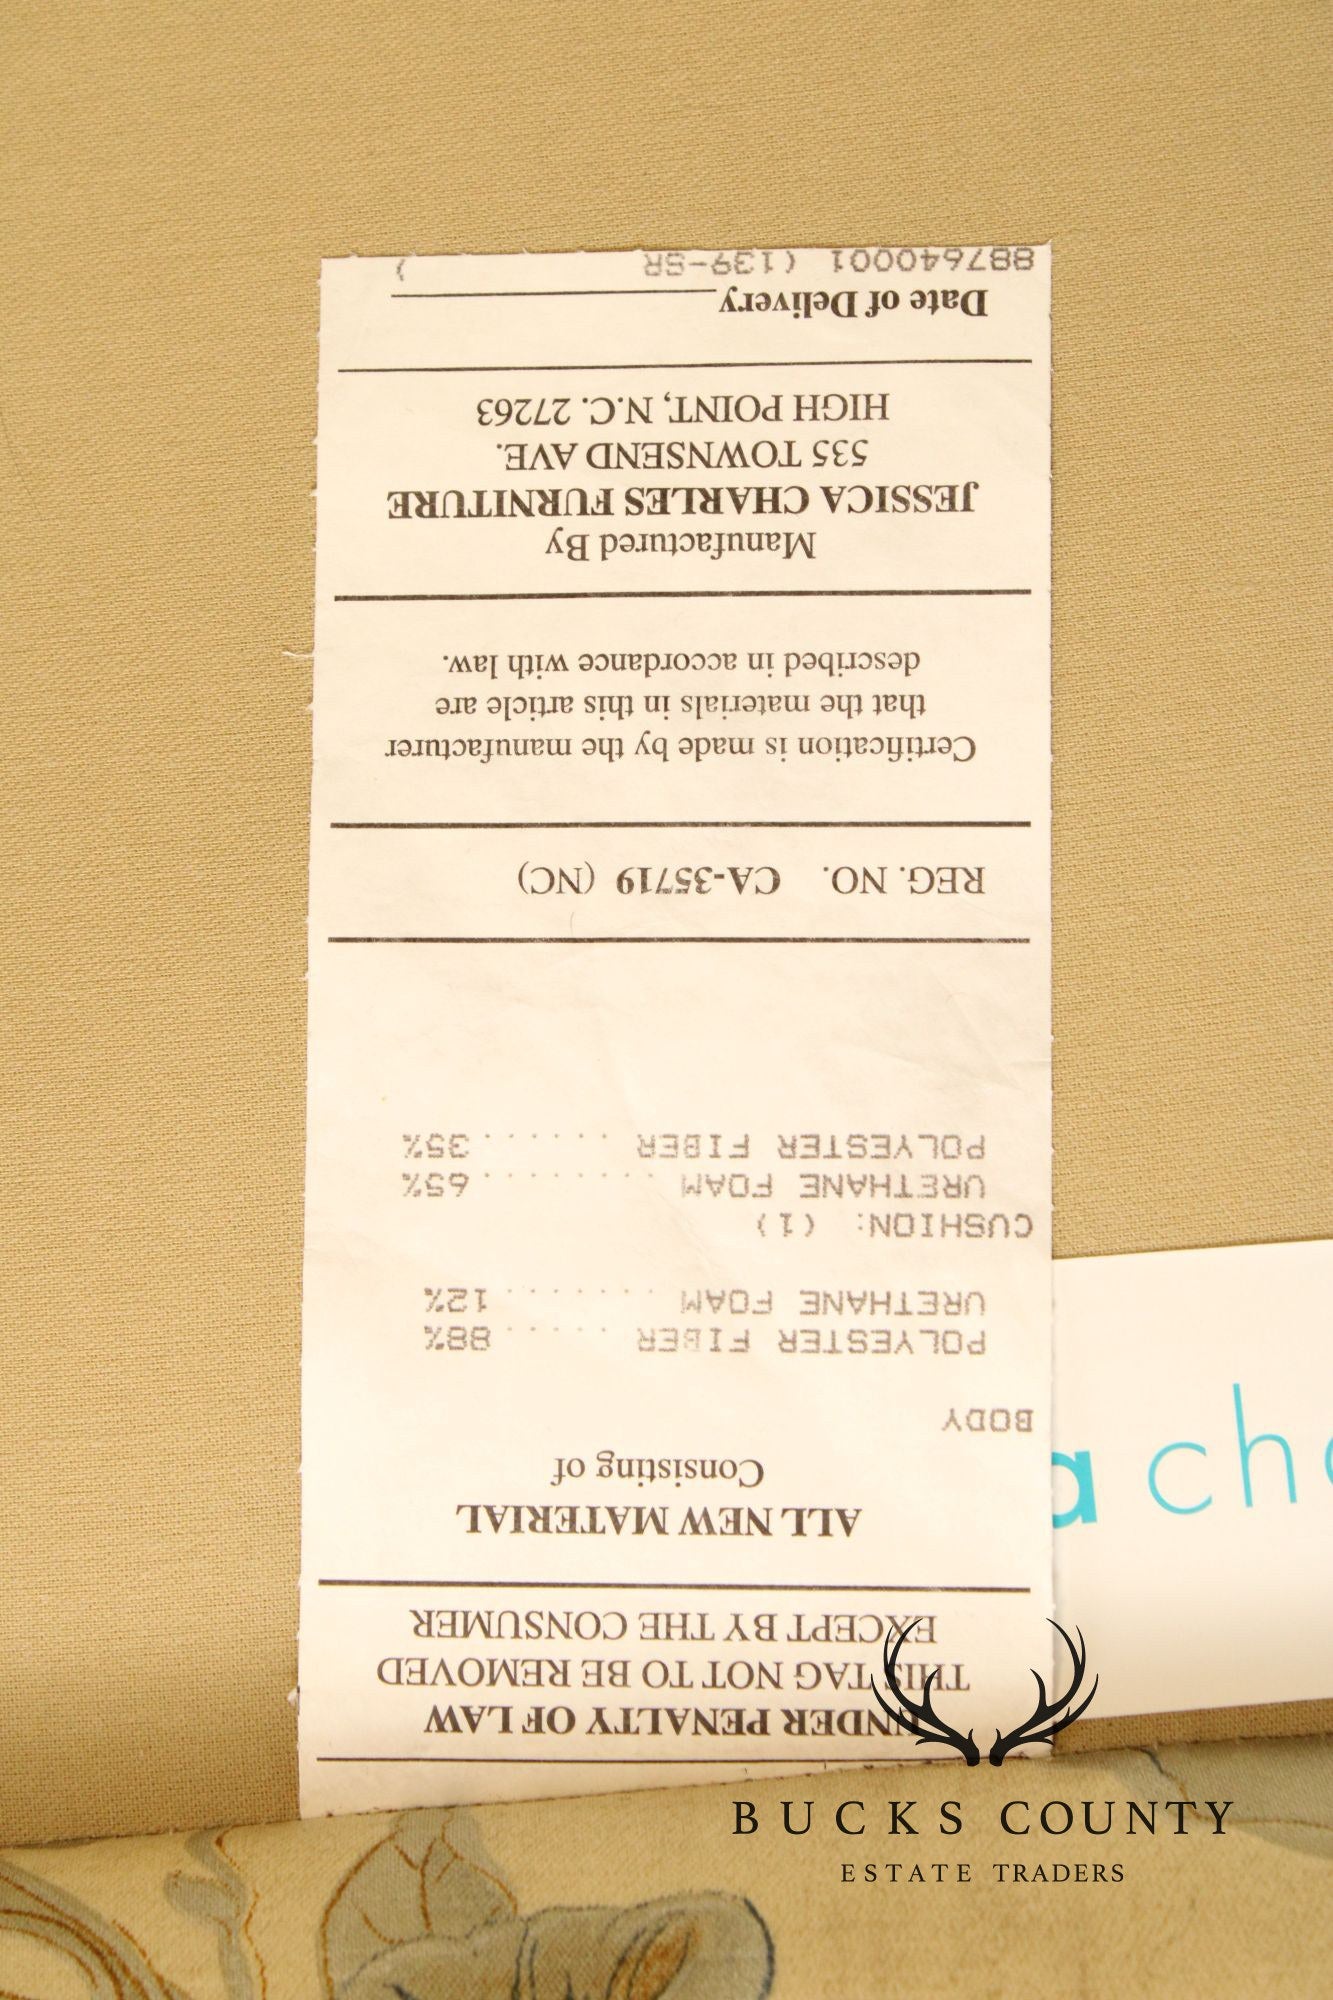 UNDER PENALTY OF LAW
THIS TAG NOT TO BE REMOVED
EXCEPT BY THE CONSUMER
ALL NEW MATERIAL
Consisting of
BODY
POLYESTER FIBER ...... 88%
URETHANE FOAM ....... 12%
CUSHION: (1)
URETHANE FOAM ........ 65%
POLYESTER FIBER ...... 35%
REG. NO. CA-35719 (NC)
Certification is made by the manufacturer
that the materials in this article are
described in accordance with law.
Manufactured By
JESSICA CHARLES FURNITURE
535 TOWNSEND AVE.
HIGH POINT, N.C. 27263
Date of Delivery
887640001 (139-SR )
a cha
BUCKS COUNTY
ESTATE TRADERS